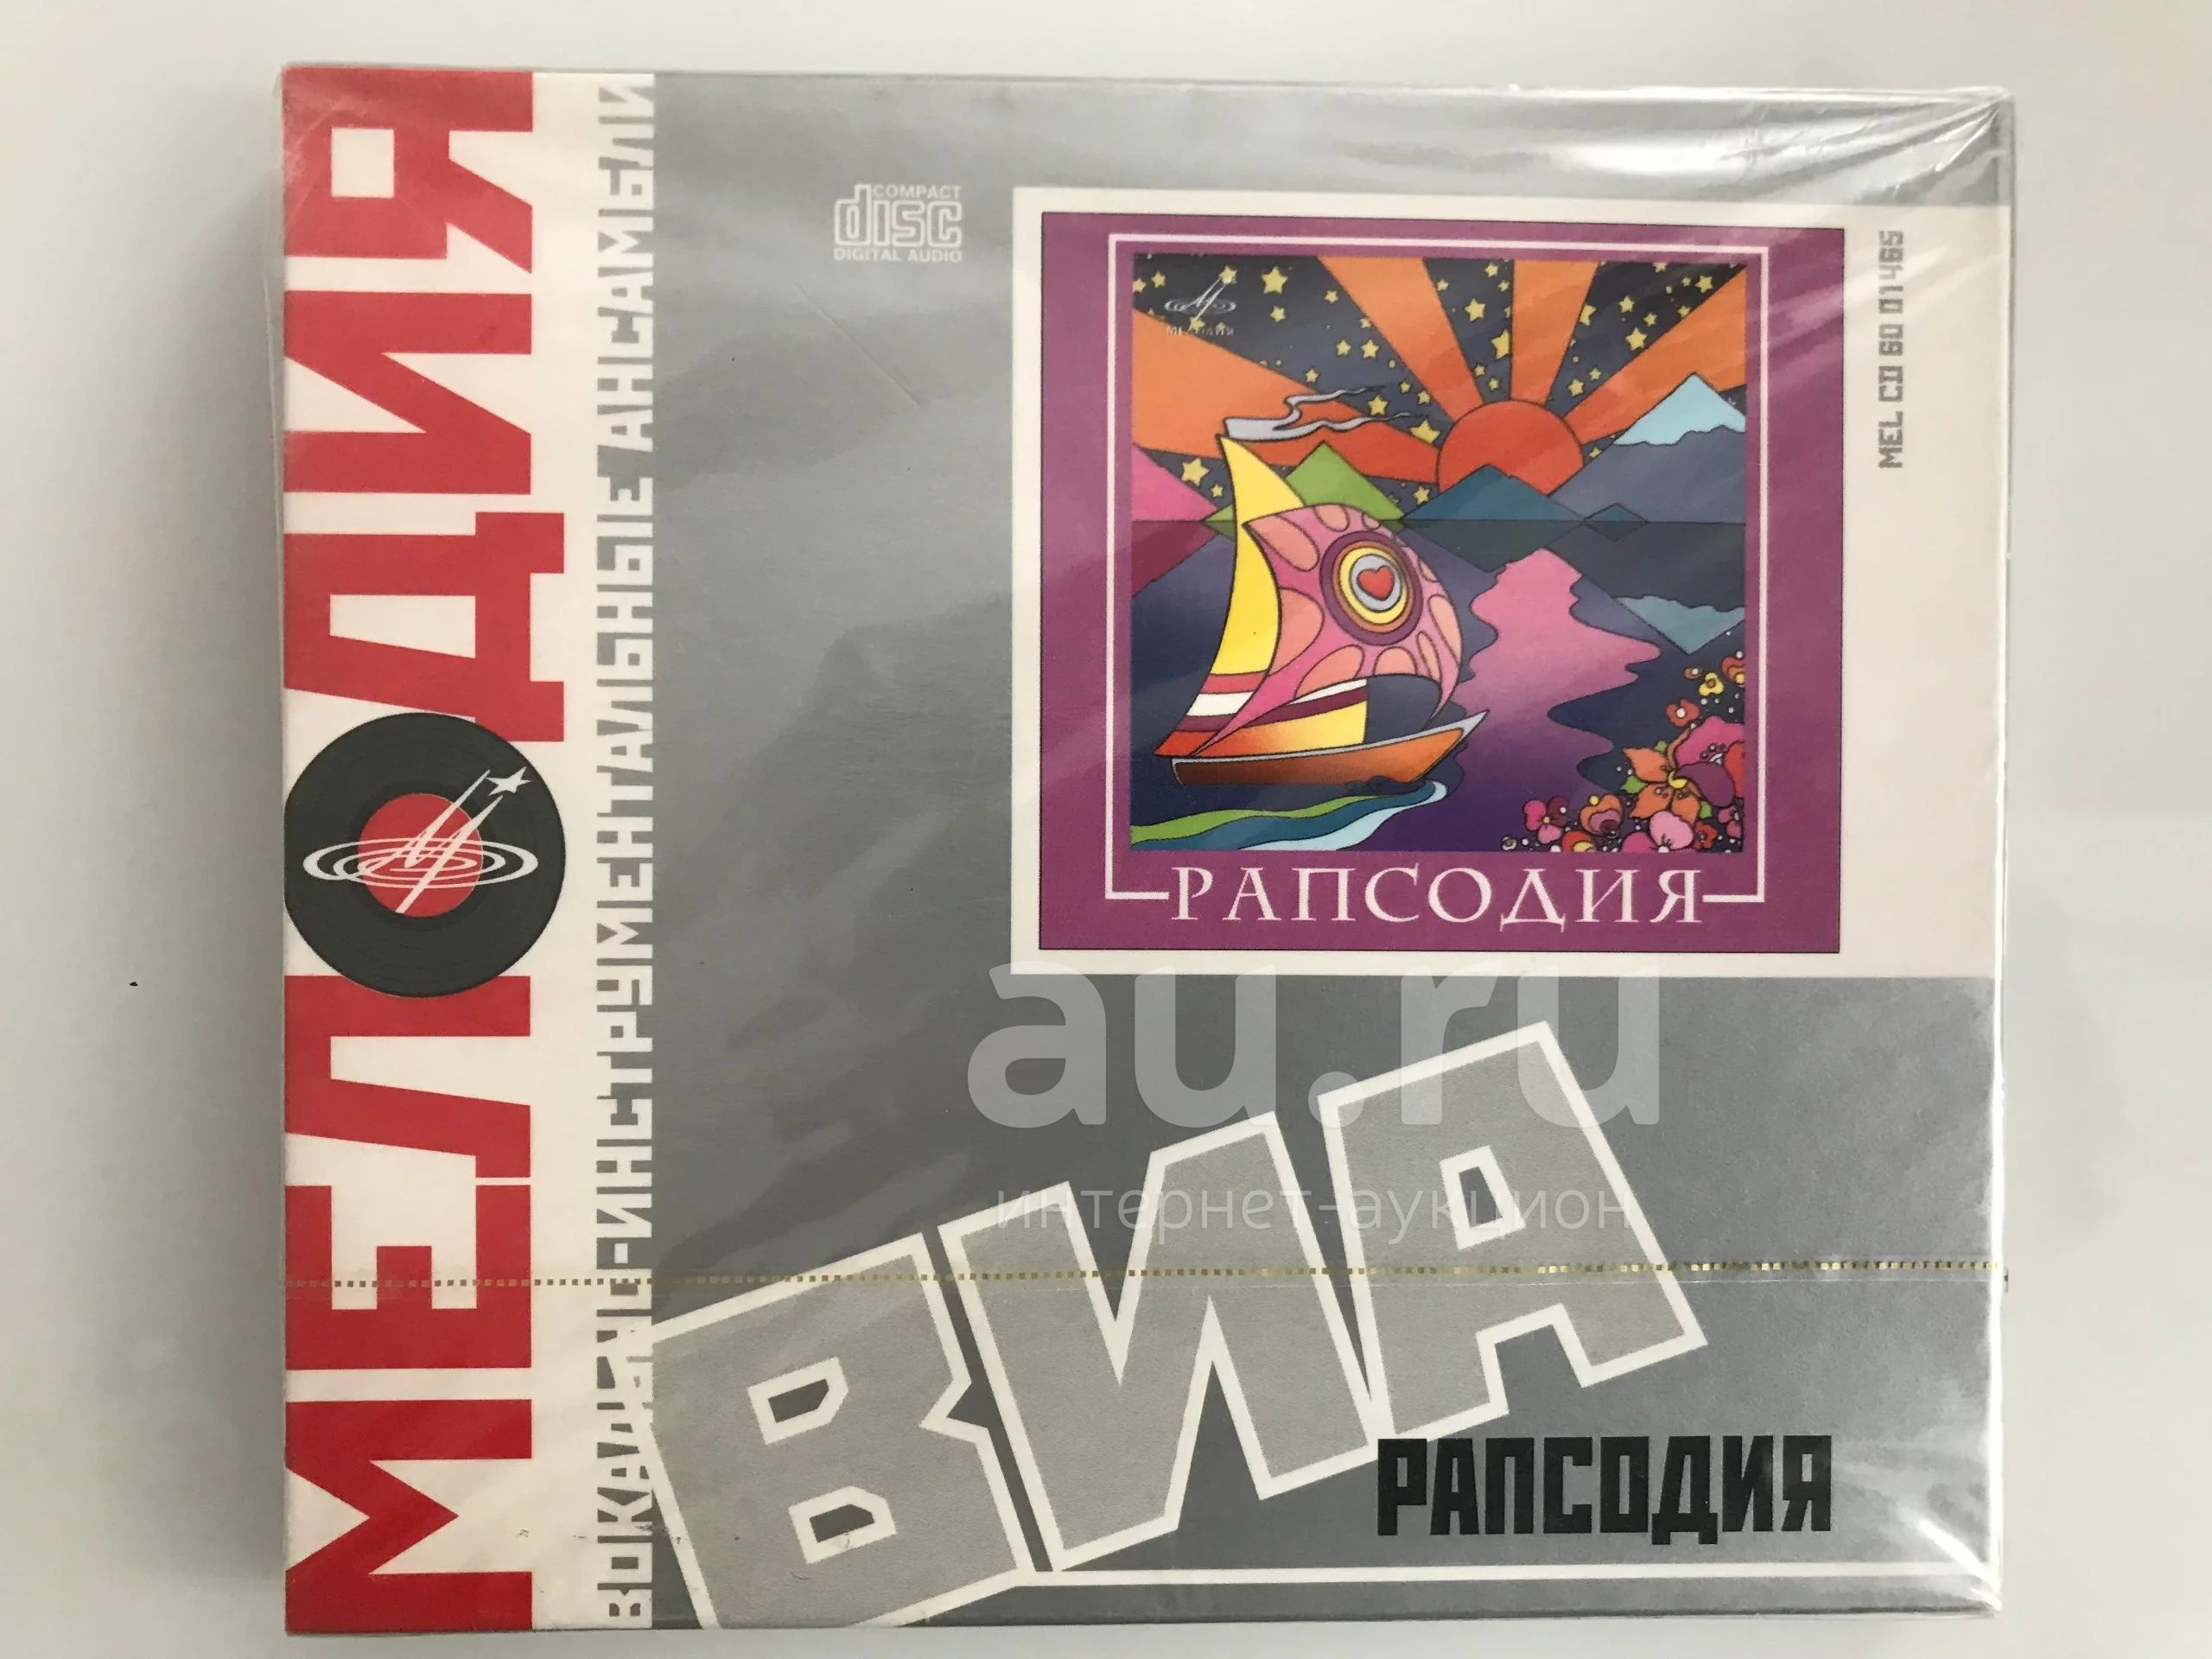 МЕЛОДИЯ
ВОКАЛЬНО-ИНСТРУМЕНТАЛЬНЫЕ АНСАМБЛИ
COMPACT
disc
DIGITAL AUDIO
МЕЛОДИЯ
РАПСОДИЯ
MEL CD 60 01465
au.ru
интернет-аукцион
ВИА
РАПСОДИЯ